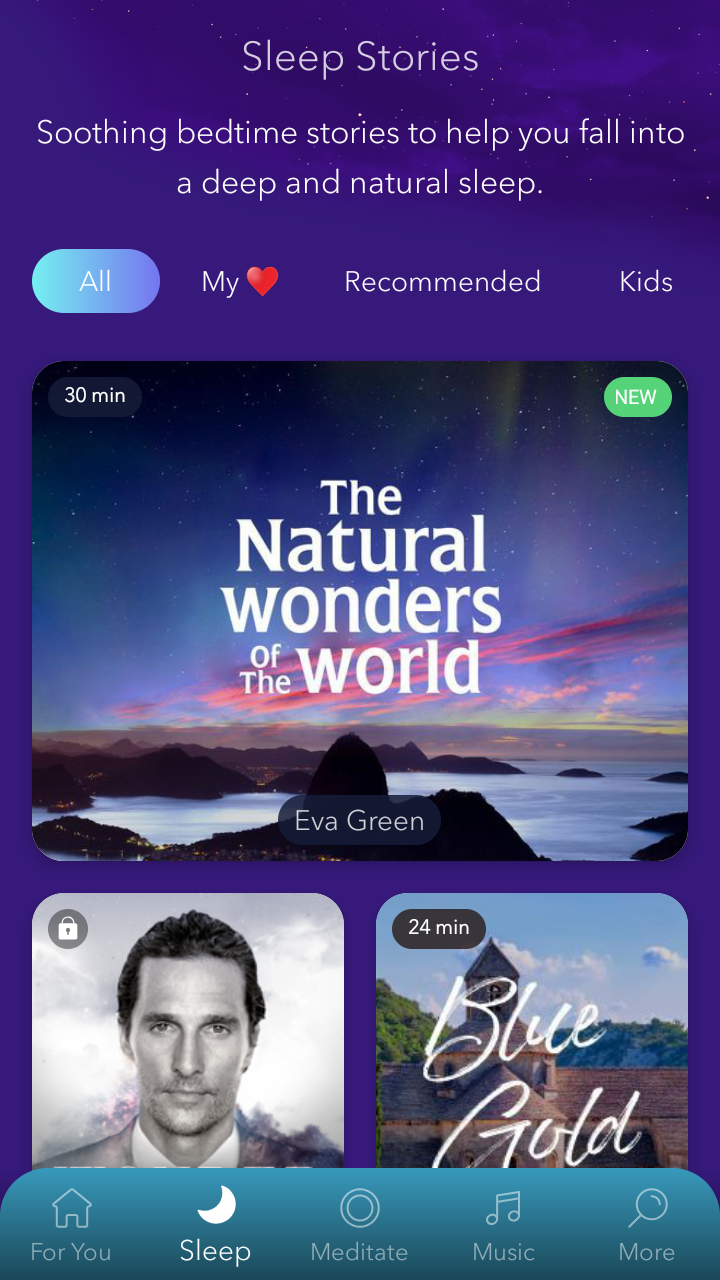 Sleep Stories
Soothing bedtime stories to help you fall into
a deep and natural sleep.
All
My ❤️
Recommended
Kids
30 min
NEW
The
Natural
wonders
Of
The world
Eva Green
24 min
Blue
Gold
For You
Sleep
Meditate
Music
More